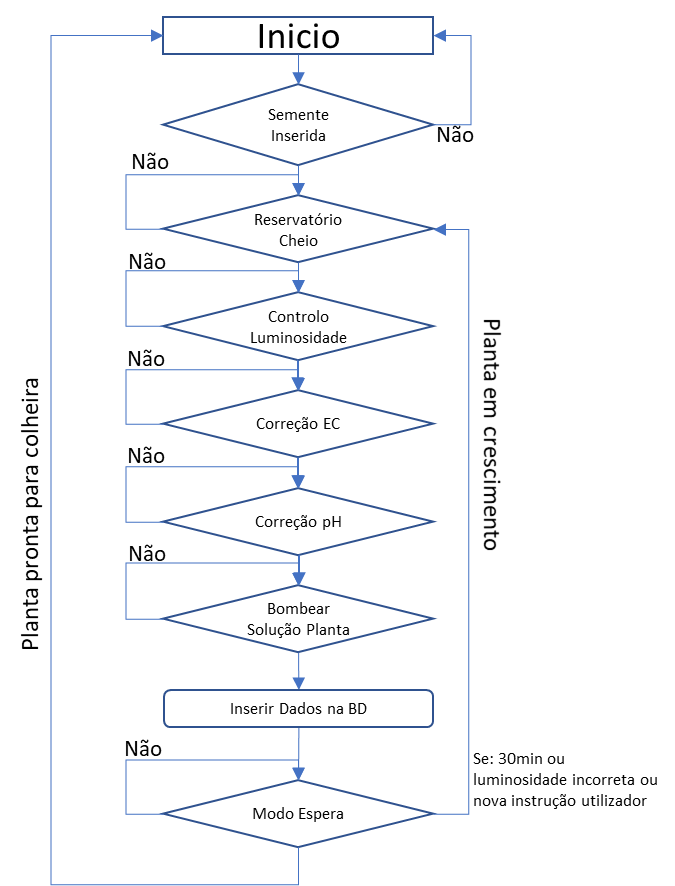 Inicio
Semente
Inserida
Não
Não
Reservatório
Cheio
Não
Controlo
Luminosidade
Não
Correção EC
Não
Correção pH
Não
Bombear
Solução Planta
Inserir Dados na BD
Não
Modo Espera
Se: 30min ou
luminosidade incorreta ou
nova instrução utilizador
Planta em crescimento
Planta pronta para colheira